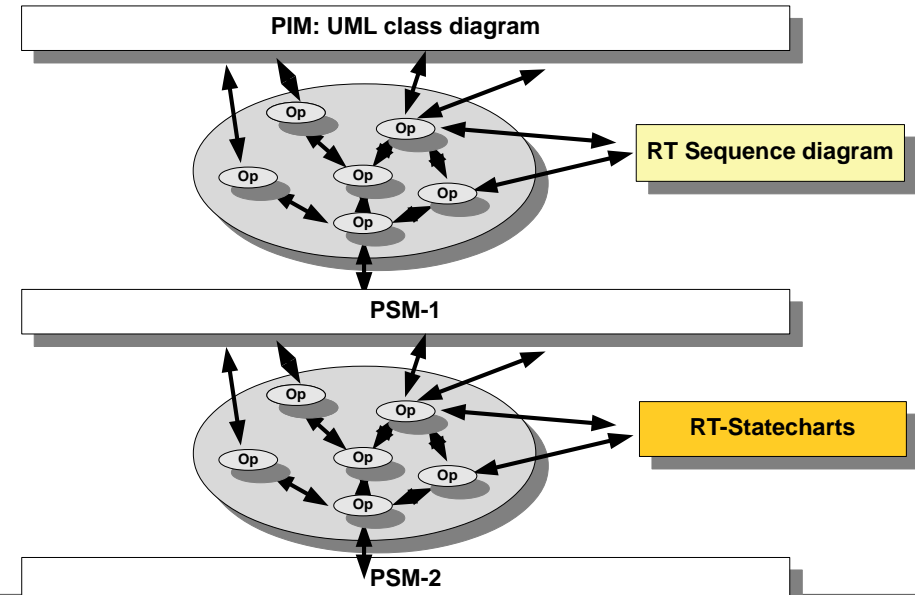 PIM: UML class diagram
Op
Op
RT Sequence diagram
Op
Op
Op
Op
PSM-1
Op
Op
RT-Statecharts
Op
Op
Op
Op
PSM-2